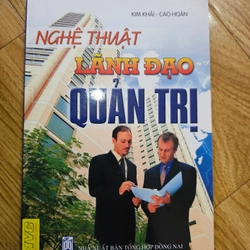 KIM KHẢI - CAO HOÀN
NGHỆ THUẬT
LÃNH ĐẠO
QUẢN TRỊ
NHÀ XUẤT BẢN TỔNG HỢP ĐỒNG NAI